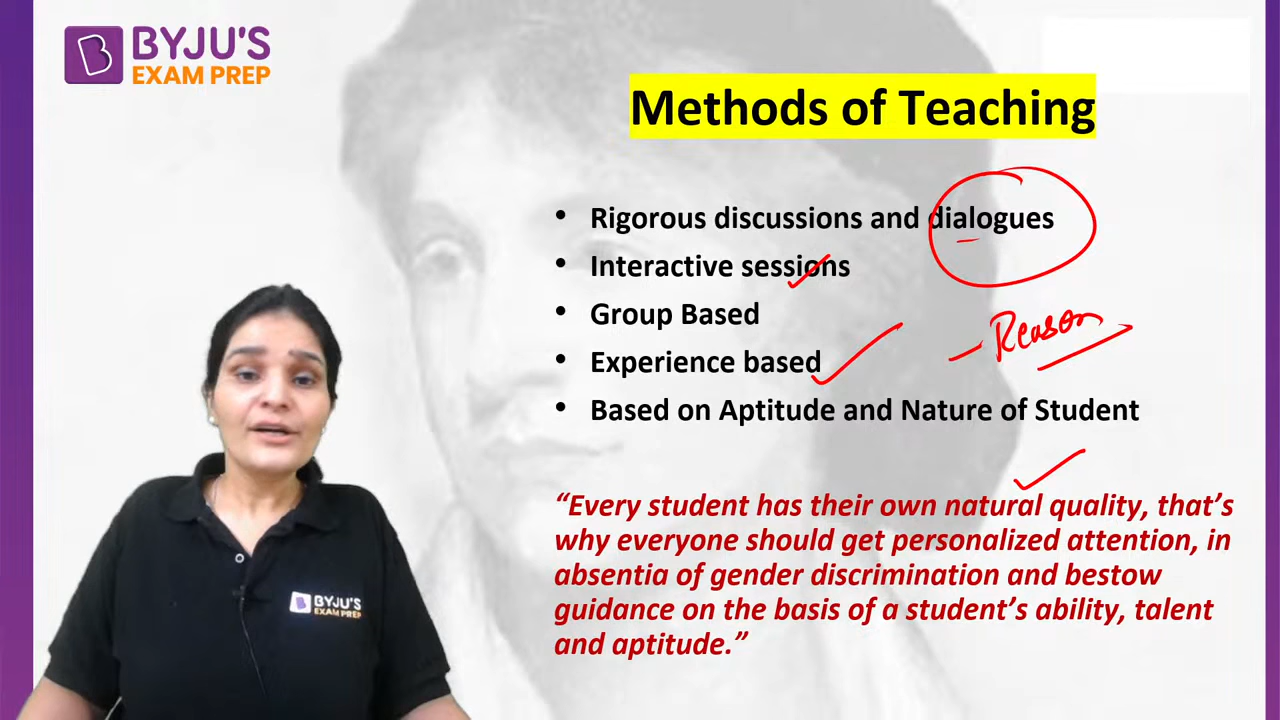 BYJU'S
EXAM PREP
Methods of Teaching
• Rigorous discussions and dialogues
• Interactive sessions
• Group Based
• Experience based
– Reason
• Based on Aptitude and Nature of Student
“Every student has their own natural quality, that’s
why everyone should get personalized attention, in
absentia of gender discrimination and bestow
guidance on the basis of a student’s ability, talent
and aptitude.”
BYJU'S
EXAM PREP